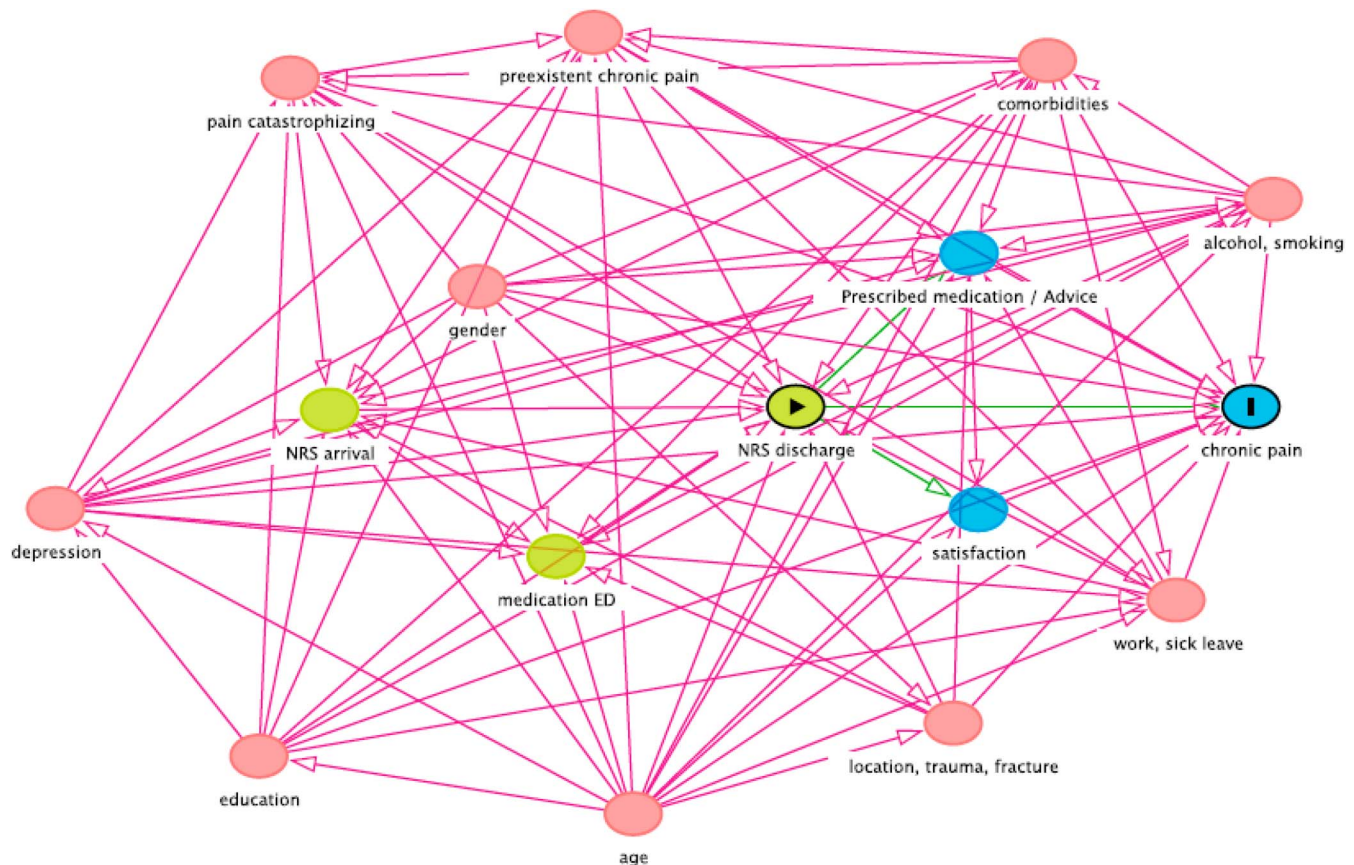 preexistent chronic pain
comorbidities
pain catastrophizing
alcohol, smoking
Prescribed medication / Advice
gender
NRS arrival
NRS discharge
chronic pain
depression
satisfaction
medication ED
work, sick leave
location, trauma, fracture
education
age